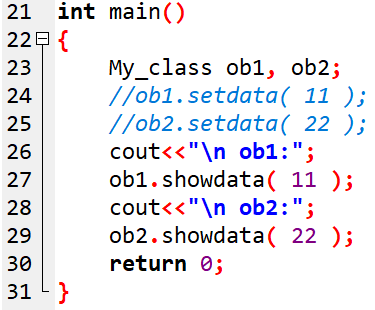 21 int main()
22 {
23     My_class ob1, ob2;
24     //ob1.setdata( 11 );
25     //ob2.setdata( 22 );
26     cout<<"\n ob1:";
27     ob1.showdata( 11 );
28     cout<<"\n ob2:";
29     ob2.showdata( 22 );
30     return 0;
31 }